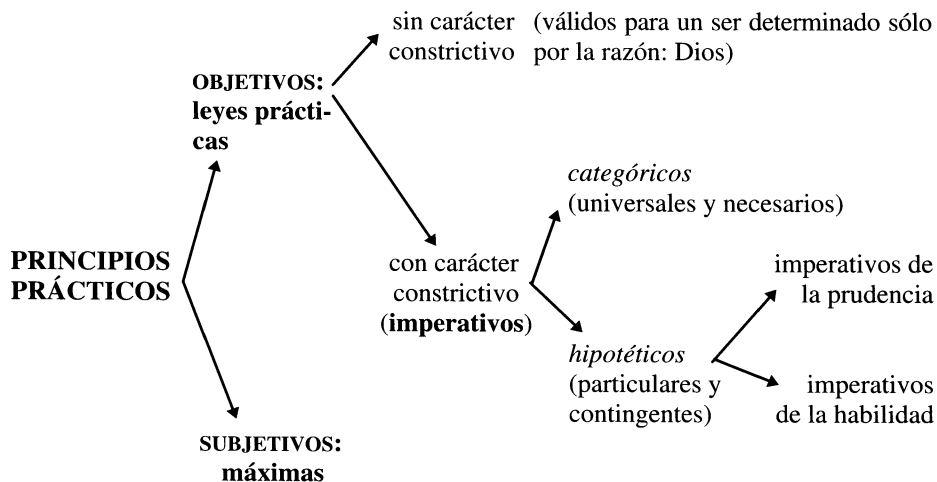 sin carácter (válidos para un ser determinado sólo
constrictivo por la razón: Dios)
OBJETIVOS:
leyes prácti-
cas
categóricos
(universales y necesarios)
PRINCIPIOS
PRÁCTICOS
con carácter
constrictivo
(imperativos)
imperativos de
la prudencia
hipotéticos
(particulares y
contingentes)
imperativos
de la habilidad
SUBJETIVOS:
máximas